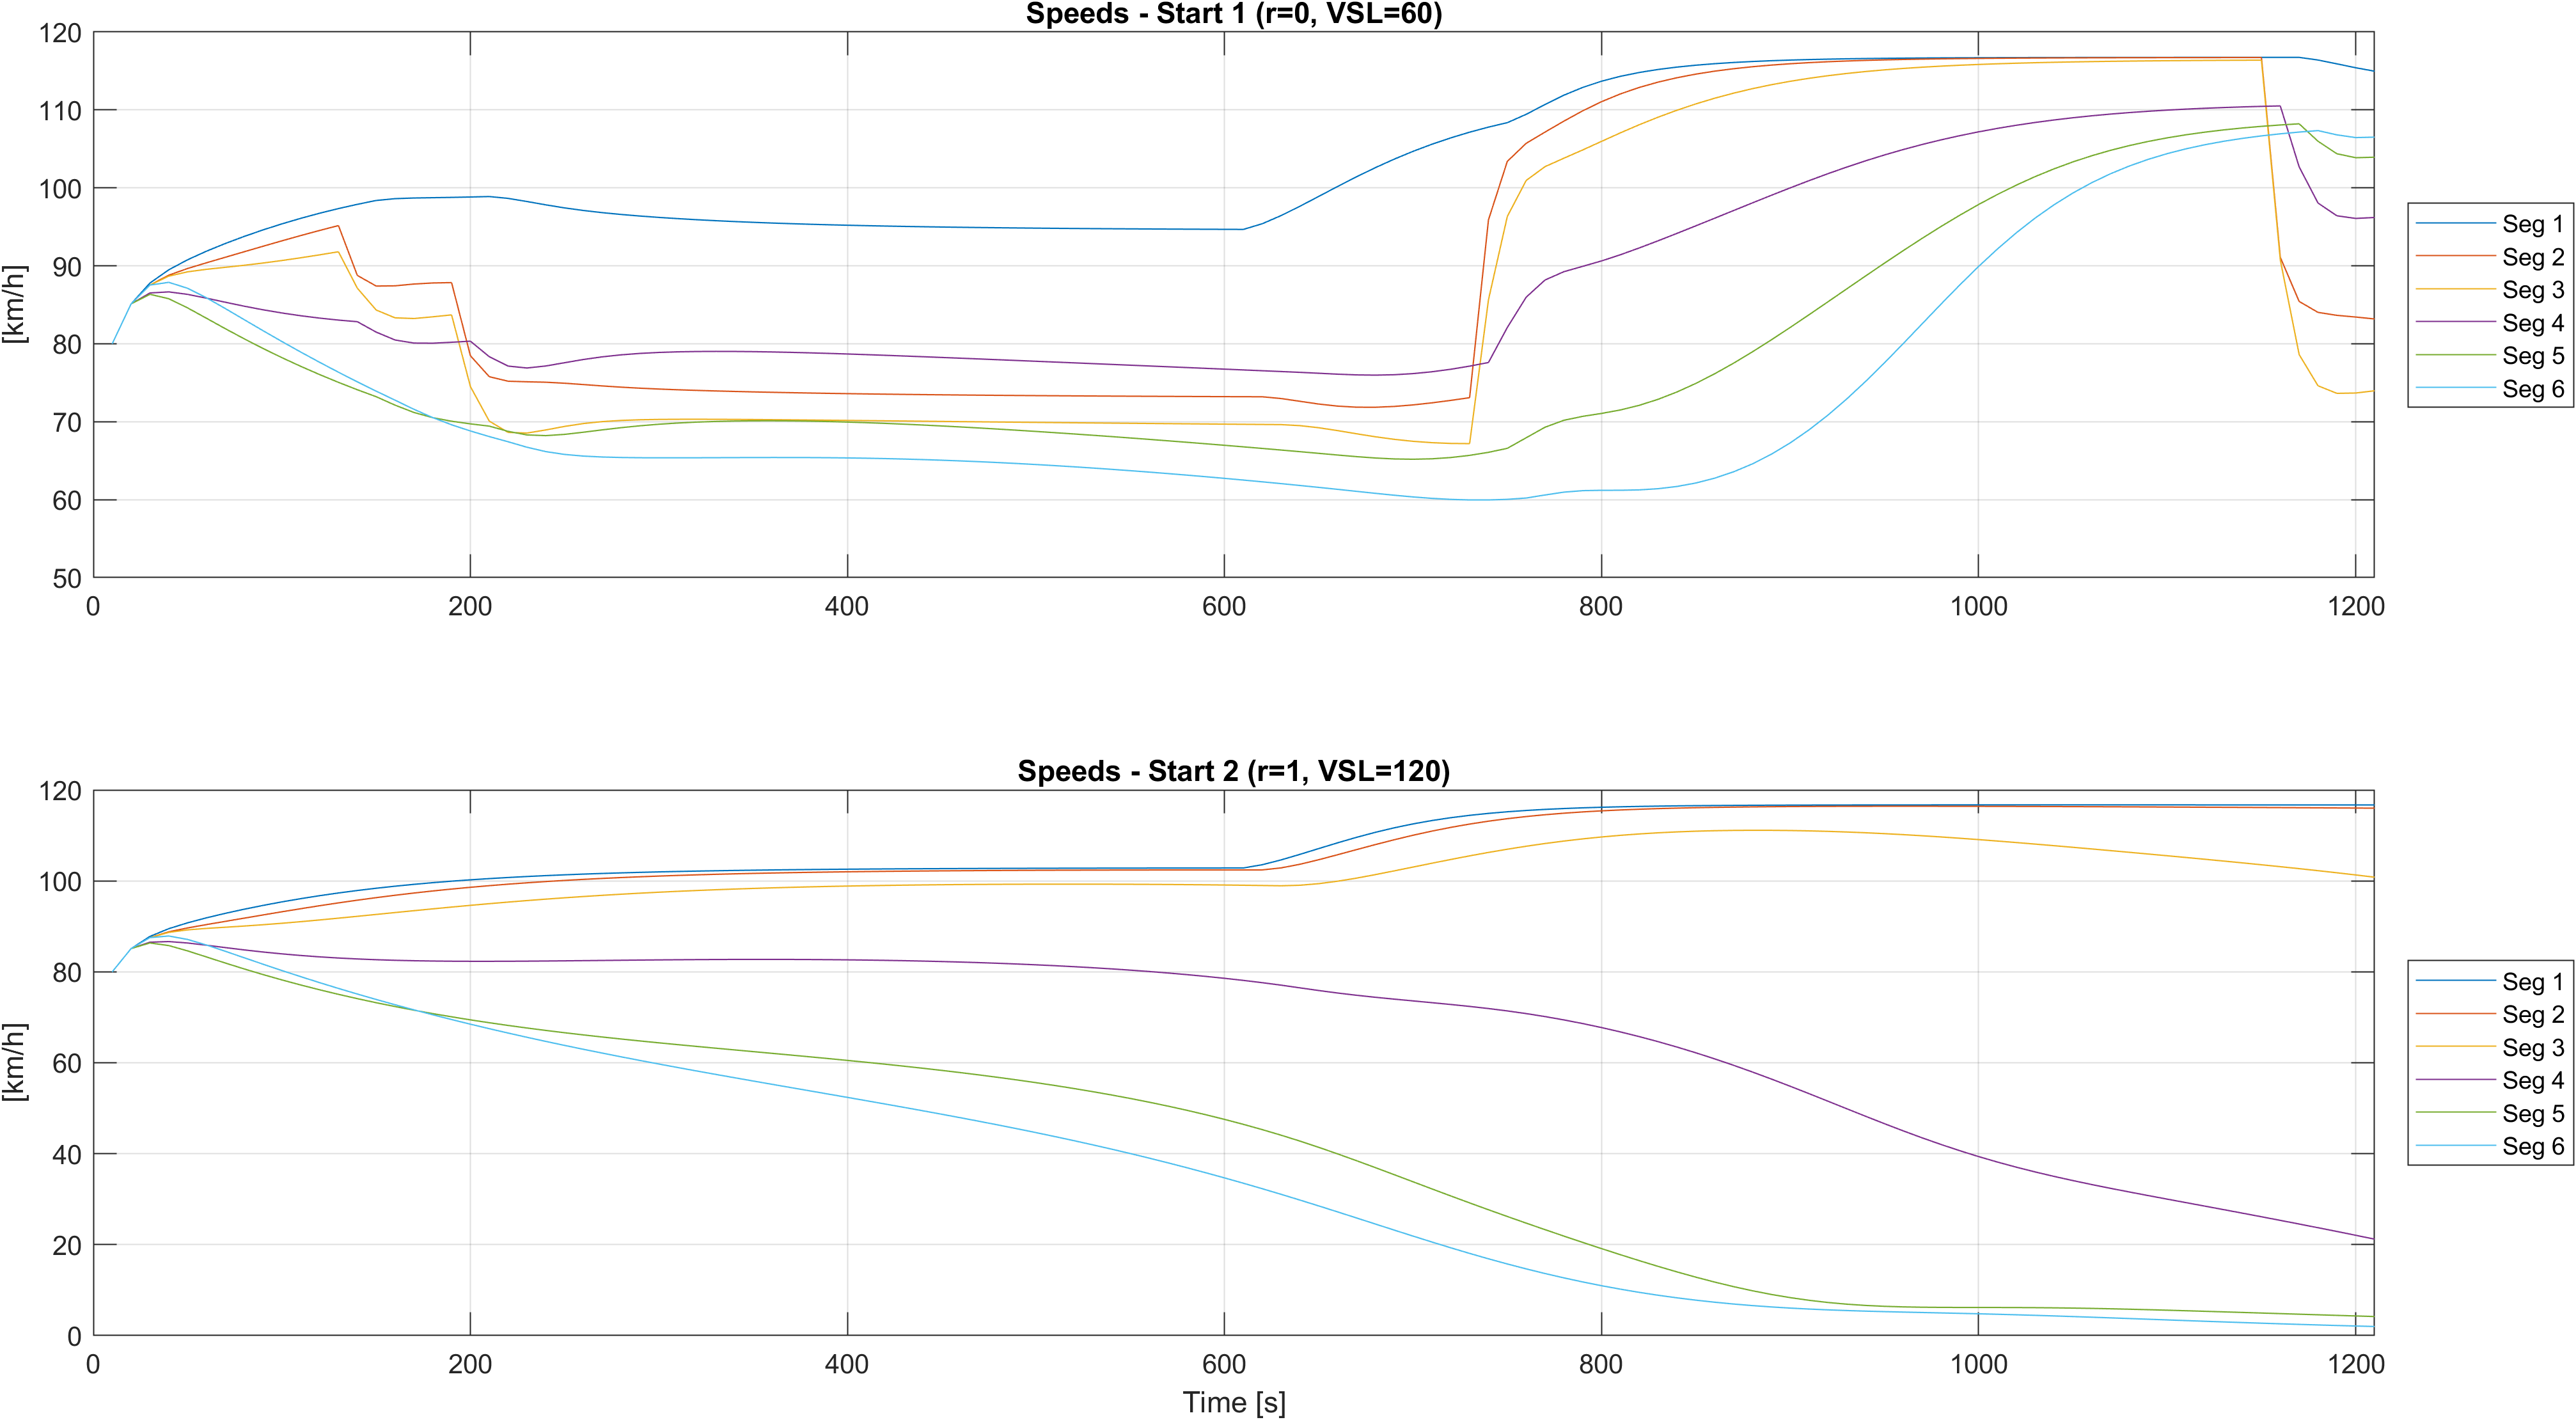 Speeds - Start 1 (r=0, VSL=60)
120
110
100
90
80
70
60
50
[km/h]
0 200 400 600 800 1000 1200
Seg 1
Seg 2
Seg 3
Seg 4
Seg 5
Seg 6
Speeds - Start 2 (r=1, VSL=120)
120
100
80
60
40
20
0
[km/h]
0 200 400 600 800 1000 1200
Time [s]
Seg 1
Seg 2
Seg 3
Seg 4
Seg 5
Seg 6